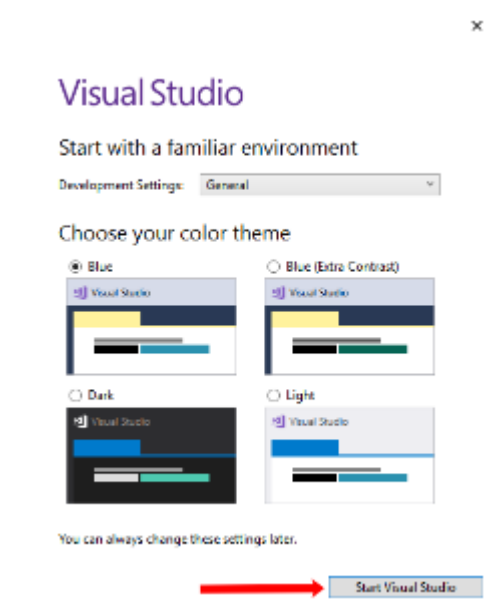 Visual Studio
Start with a familiar environment
Development Settings: General
Choose your color theme
Blue
Blue (Extra Contrast)
Visual Studio
Visual Studio
Dark
Light
Visual Studio
Visual Studio
You can always change these settings later.
Start Visual Studio